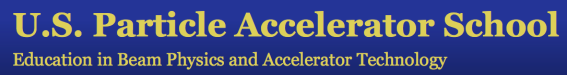 U.S. Particle Accelerator School
Education in Beam Physics and Accelerator Technology